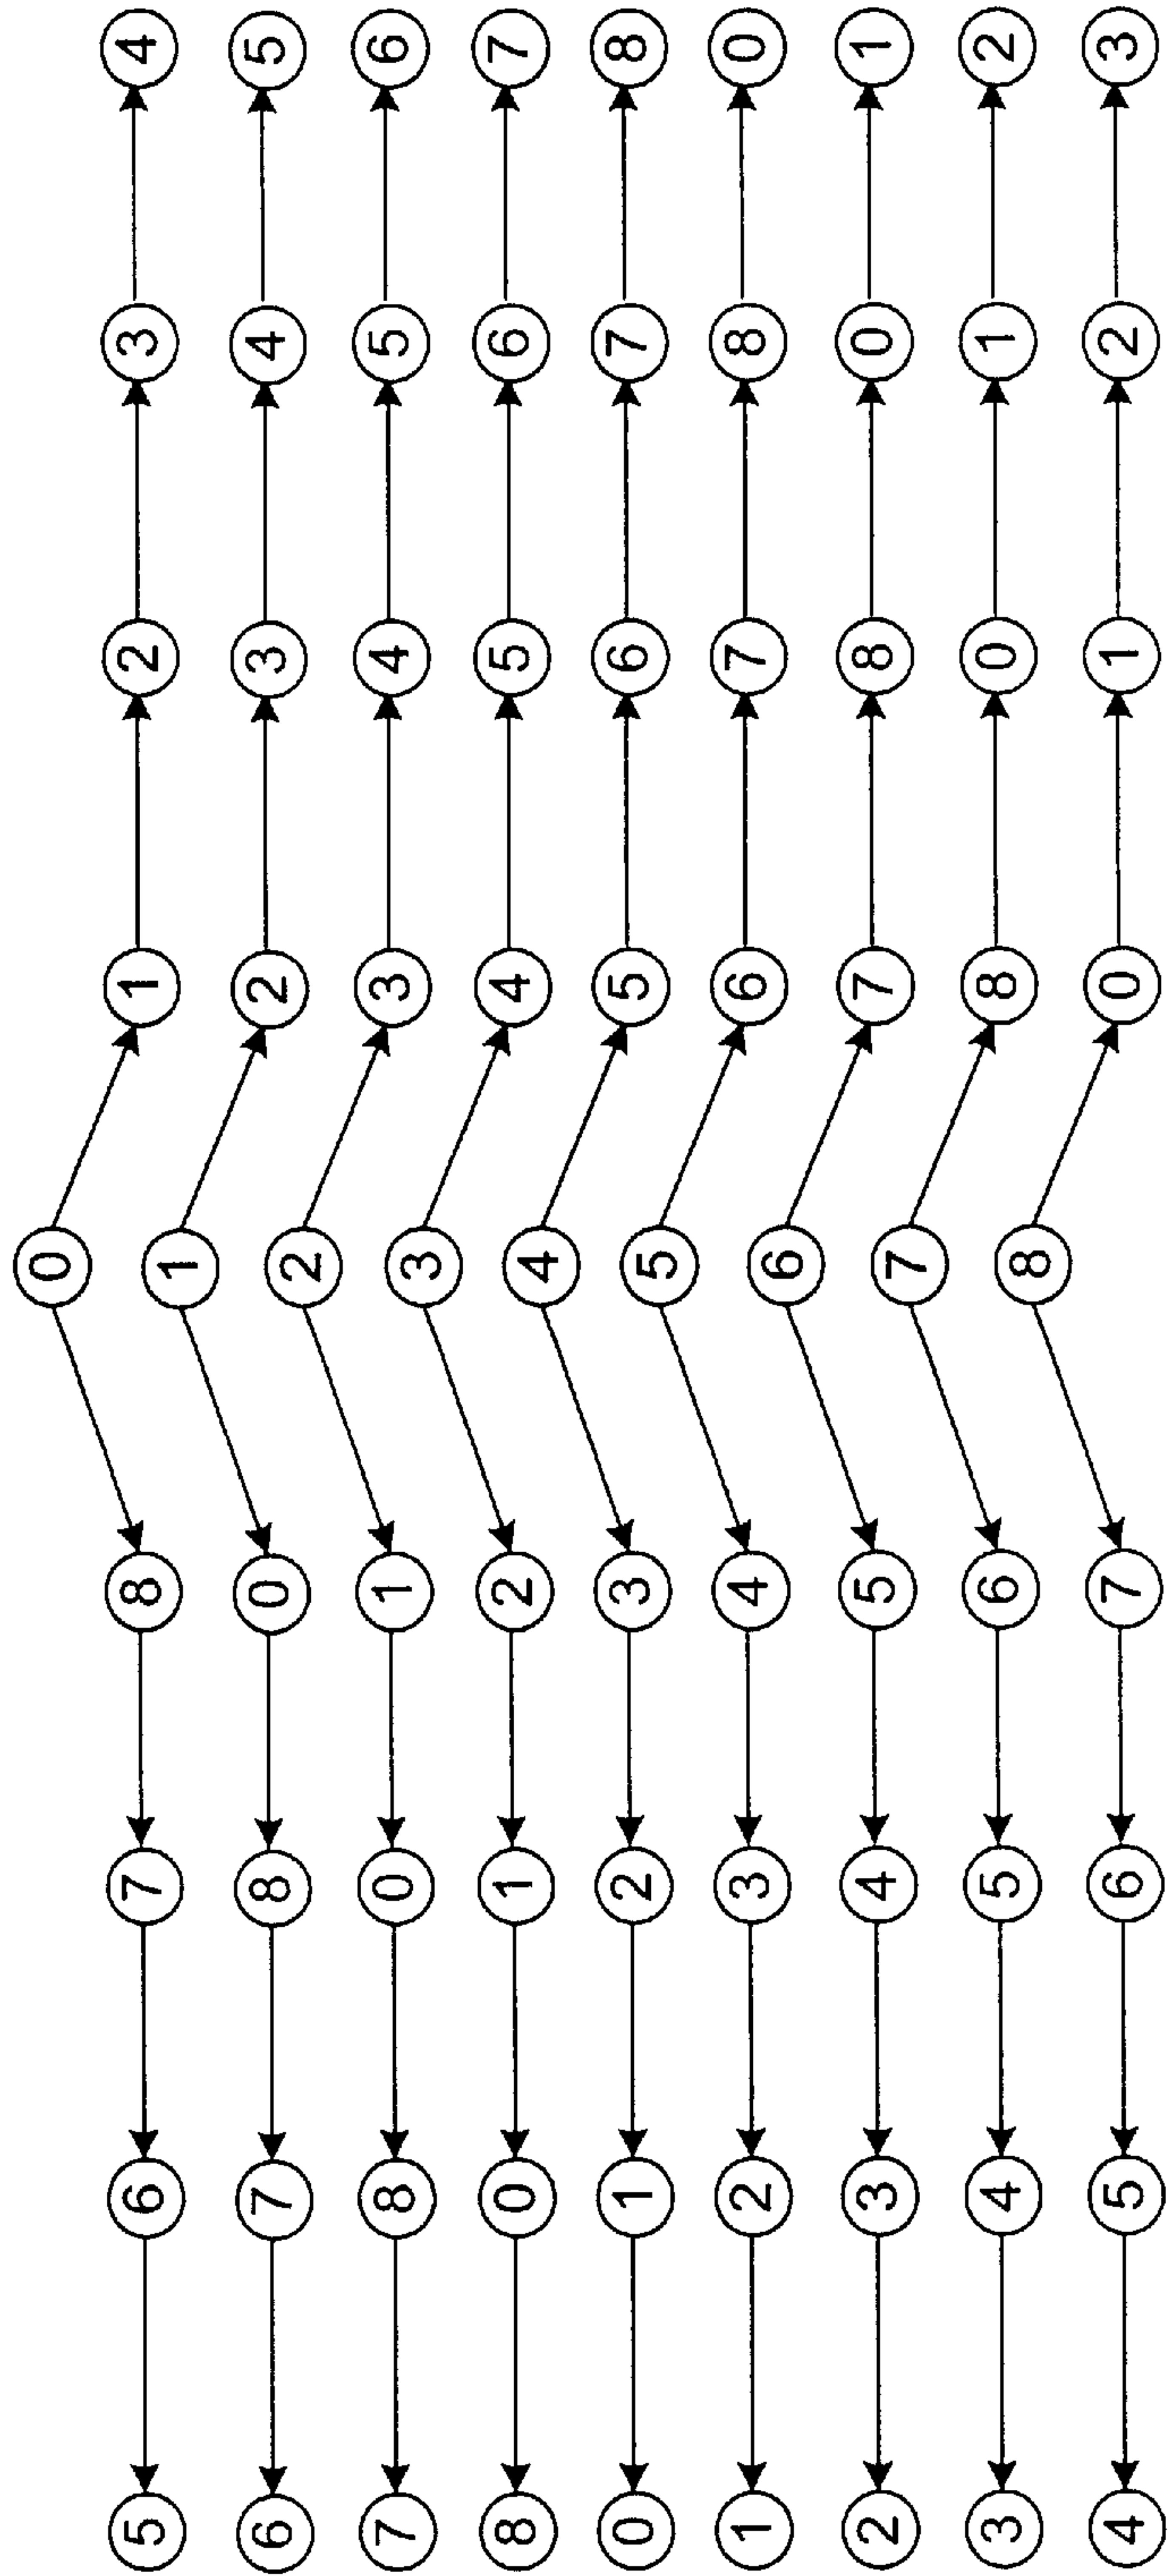 0
5 6 7 8 1 2 3 4
1
6 7 8 0 2 3 4 5
2
7 8 0 1 3 4 5 6
3
8 0 1 2 4 5 6 7
4
0 1 2 3 5 6 7 8
5
1 2 3 4 6 7 8 0
6
2 3 4 5 7 8 0 1
7
3 4 5 6 8 0 1 2
8
4 5 6 7 0 1 2 3